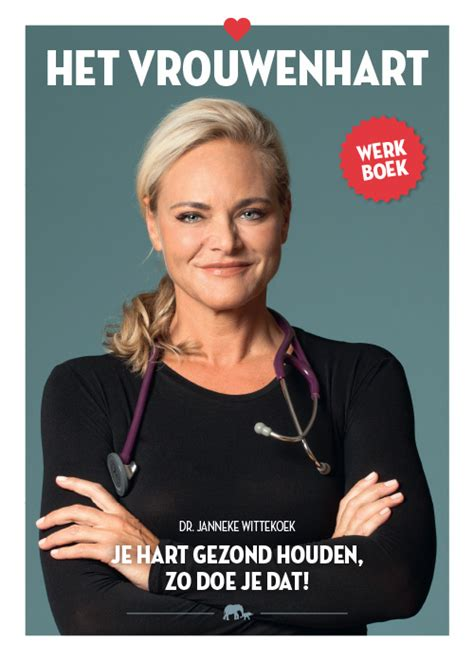 HET VROUWENHART
WERK
BOEK
DR. JANNEKE WITTEKOEK
JE HART GEZOND HOUDEN,
ZO DOE JE DAT!